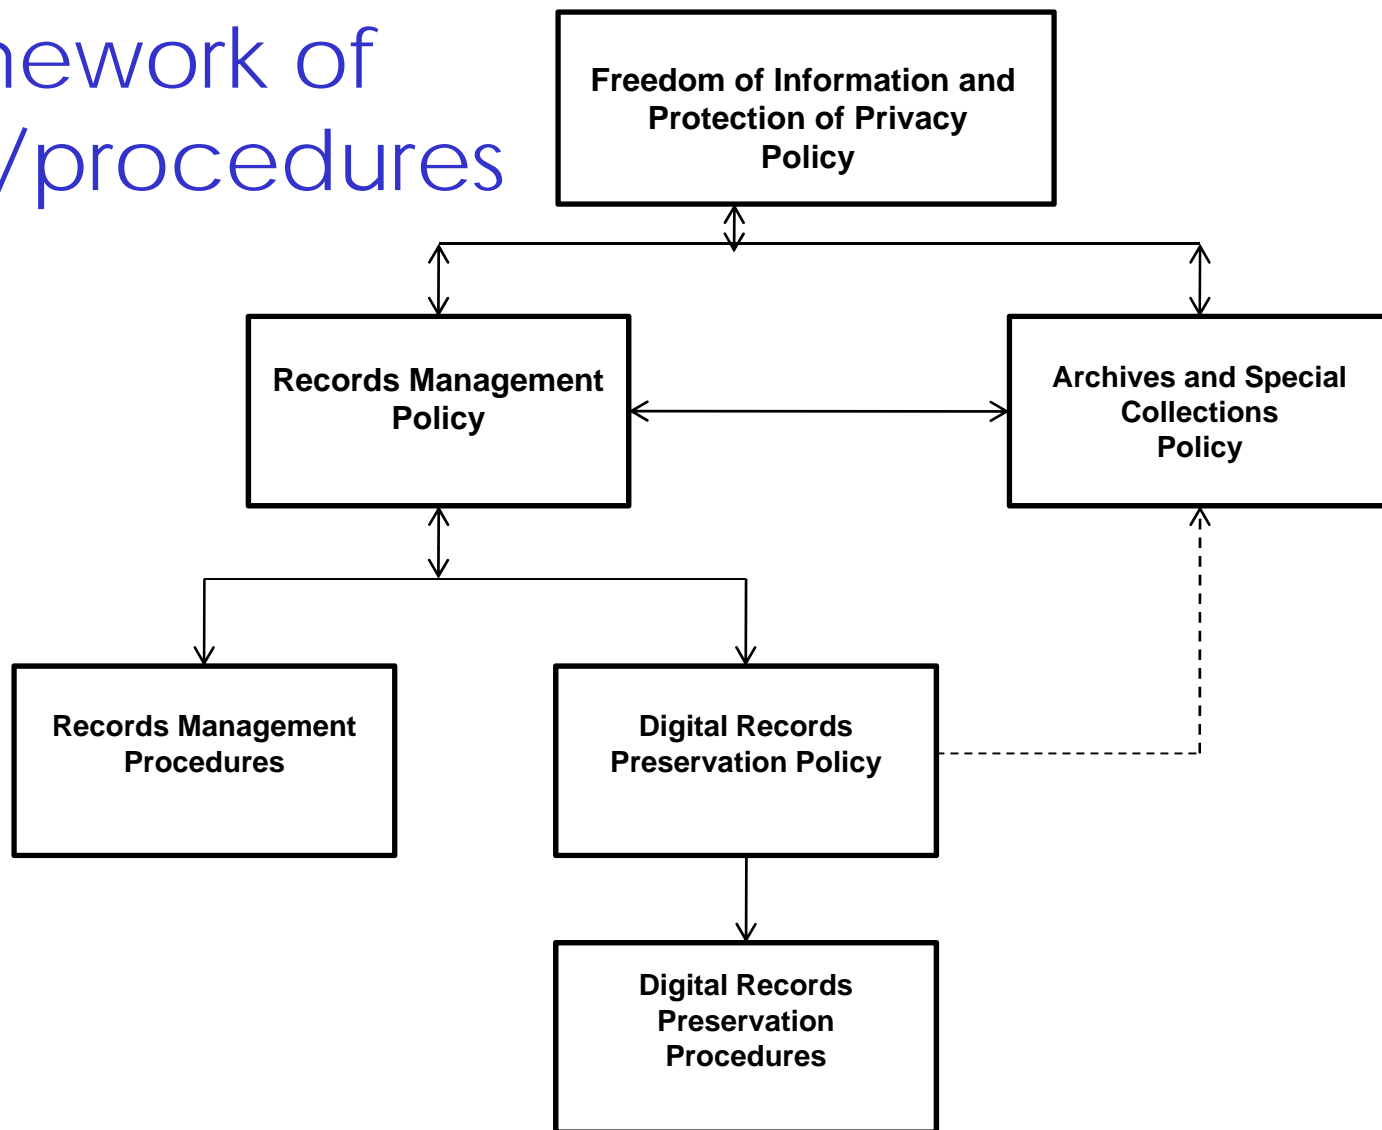 ework of
/procedures
Freedom of Information and
Protection of Privacy
Policy
Records Management
Policy
Archives and Special
Collections
Policy
Records Management
Procedures
Digital Records
Preservation Policy
Digital Records
Preservation
Procedures